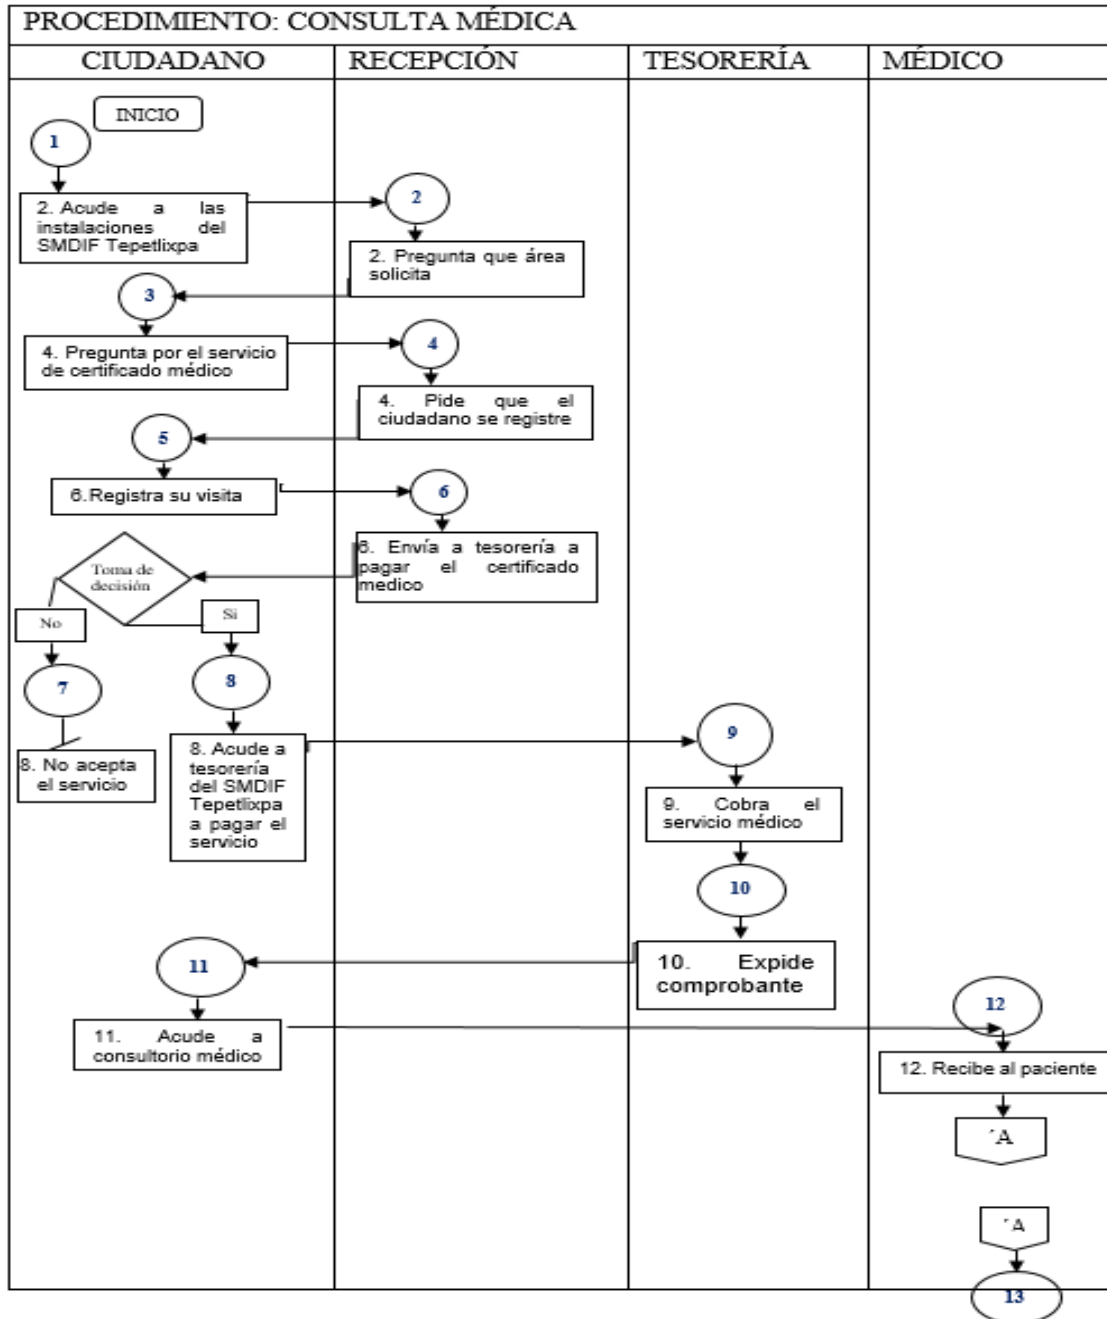 PROCEDIMIENTO: CONSULTA MÉDICA
CIUDADANO
RECEPCIÓN
TESORERÍA
MÉDICO
INICIO
1
2. Acude a las
instalaciones del
SMDIF Tepetlixpa
2
2. Pregunta que área
solicita
3
4. Pregunta por el servicio
de certificado médico
4
4. Pide que el
ciudadano se registre
5
6.Registra su visita
6
6. Envía a tesorería a
pagar el certificado
medico
Toma de
decisión
No
Si
7
8
8. No acepta
el servicio
8. Acude a
tesorería
del SMDIF
Tepetlixpa
a pagar el
servicio
9
9. Cobra el
servicio médico
10
10. Expide
comprobante
11
11. Acude a
consultorio médico
12
12. Recibe al paciente
´A
´A
13